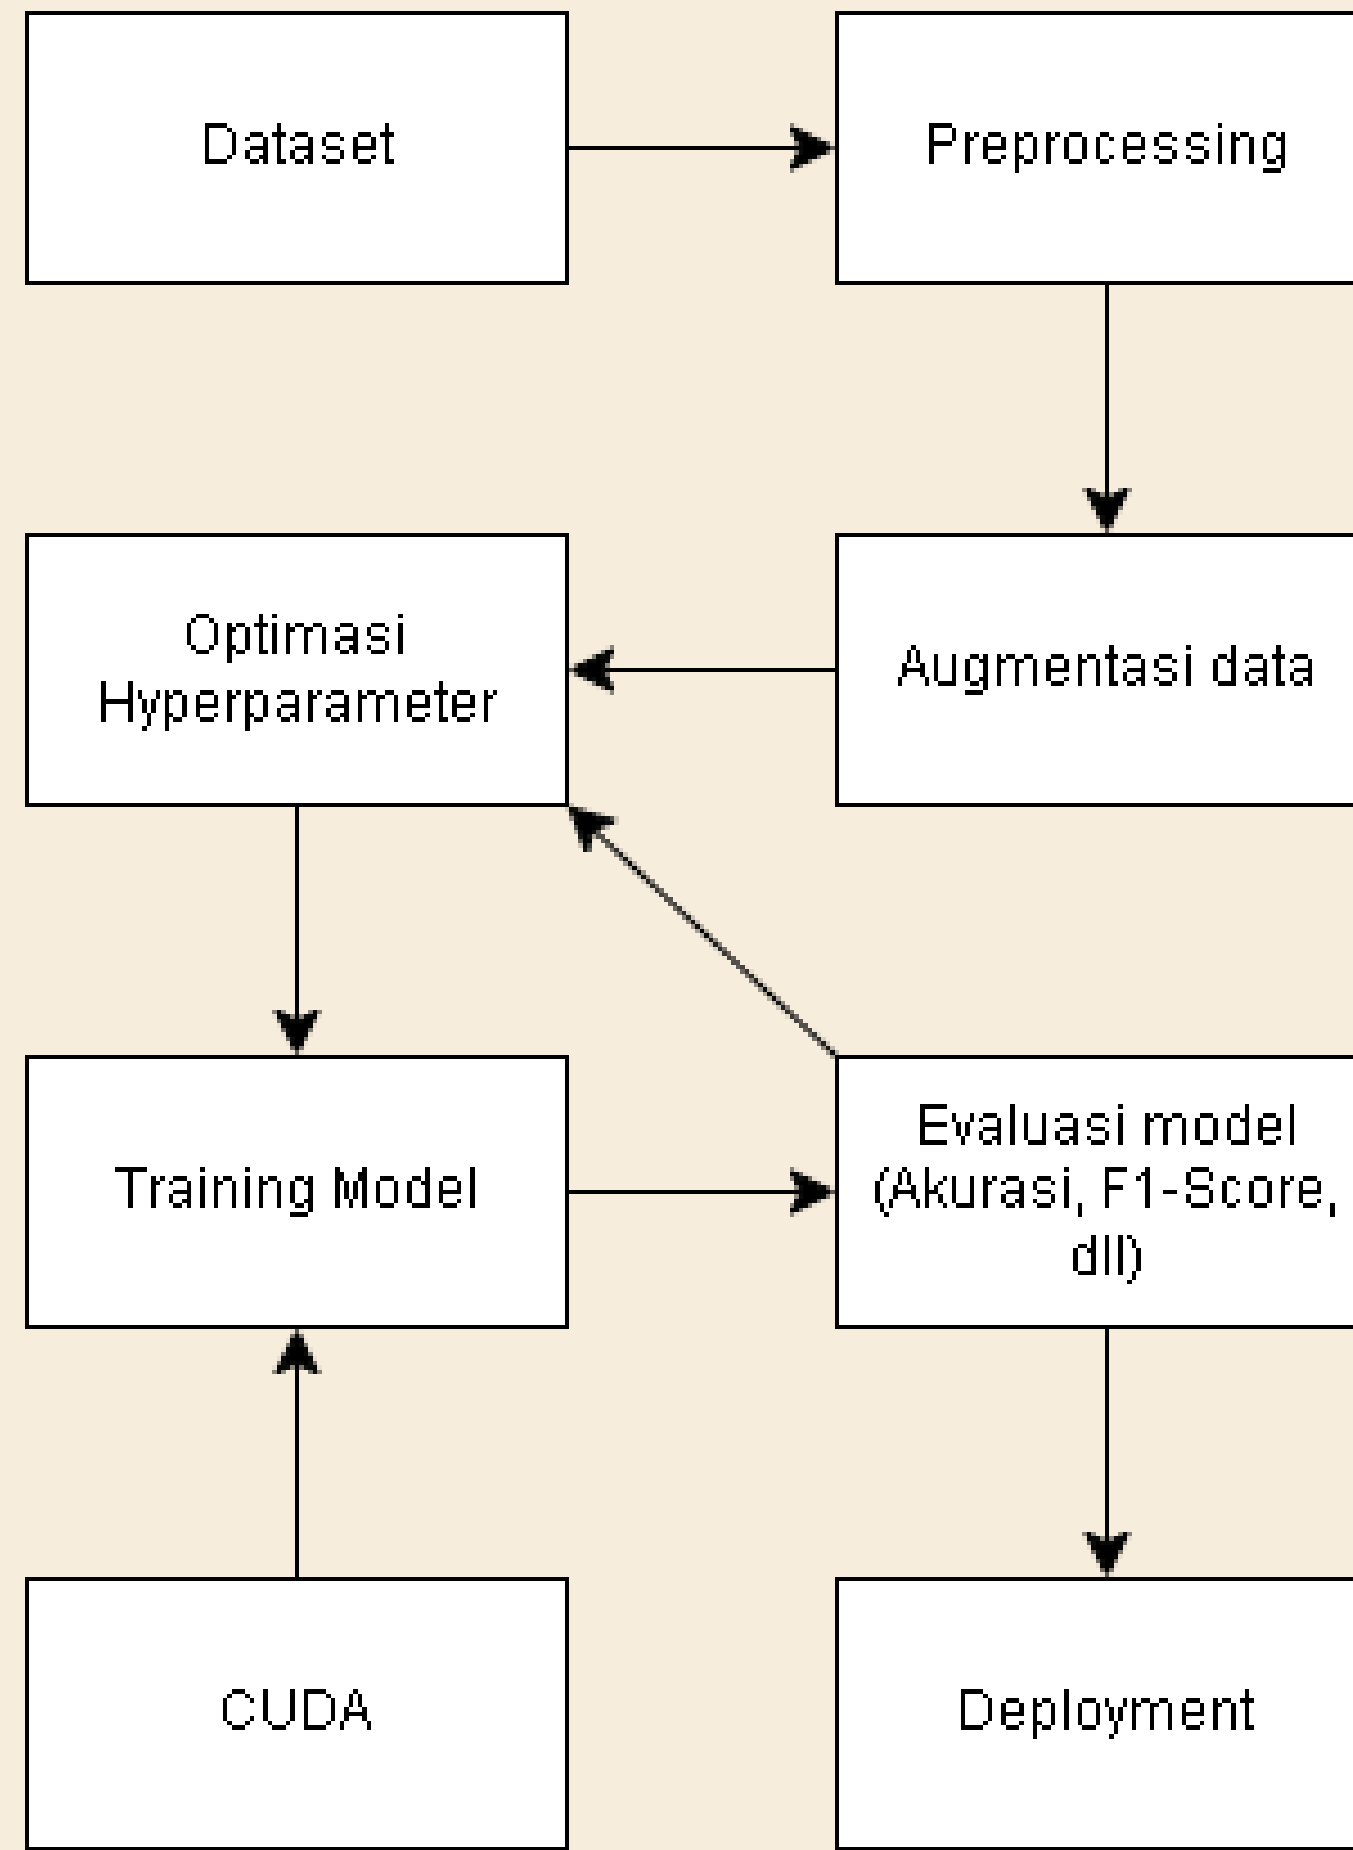 Dataset
Preprocessing
Optimasi
Hyperparameter
Augmentasi data
Training Model
Evaluasi model
(Akurasi, F1-Score,
dll)
CUDA
Deployment